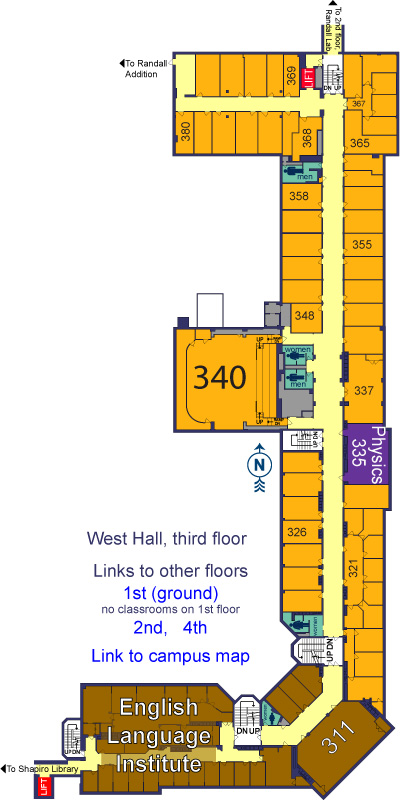 To 2nd floor,
Randall Lab
To Randall
Addition
LIFT
369
DN UP
367
380
368
365
men
358
355
348
UP
women
men
340
337
UP
UP DN
Physics
335
N
326
West Hall, third floor
Links to other floors
1st (ground)
no classrooms on 1st floor
2nd, 4th
Link to campus map
321
women
UP DN
English
Language
Institute
DN UP
311
UP DN
To Shapiro Library
LIFT